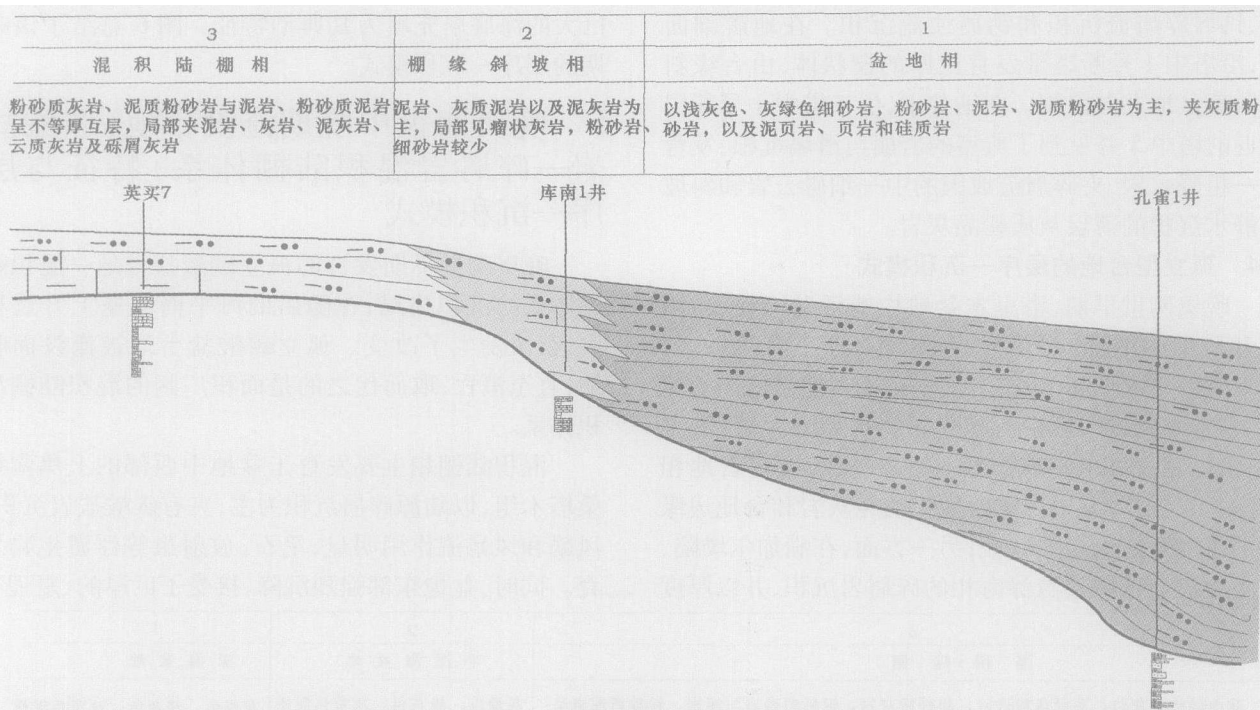 3
2
1
混积陆棚相
棚缘斜坡相
盆地相
粉砂质灰岩、泥质粉砂岩与泥岩、粉砂质泥岩
呈不等厚互层，局部夹泥岩、灰岩、泥灰岩、
云质灰岩及砾屑灰岩
泥岩、灰质泥岩以及泥灰岩为
主，局部见瘤状灰岩，粉砂岩、
细砂岩较少
以浅灰色、灰绿色细砂岩，粉砂岩、泥岩、泥质粉砂岩为主，夹灰质粉
砂岩，以及泥页岩、页岩和硅质岩
英买7
库南1井
孔雀1井